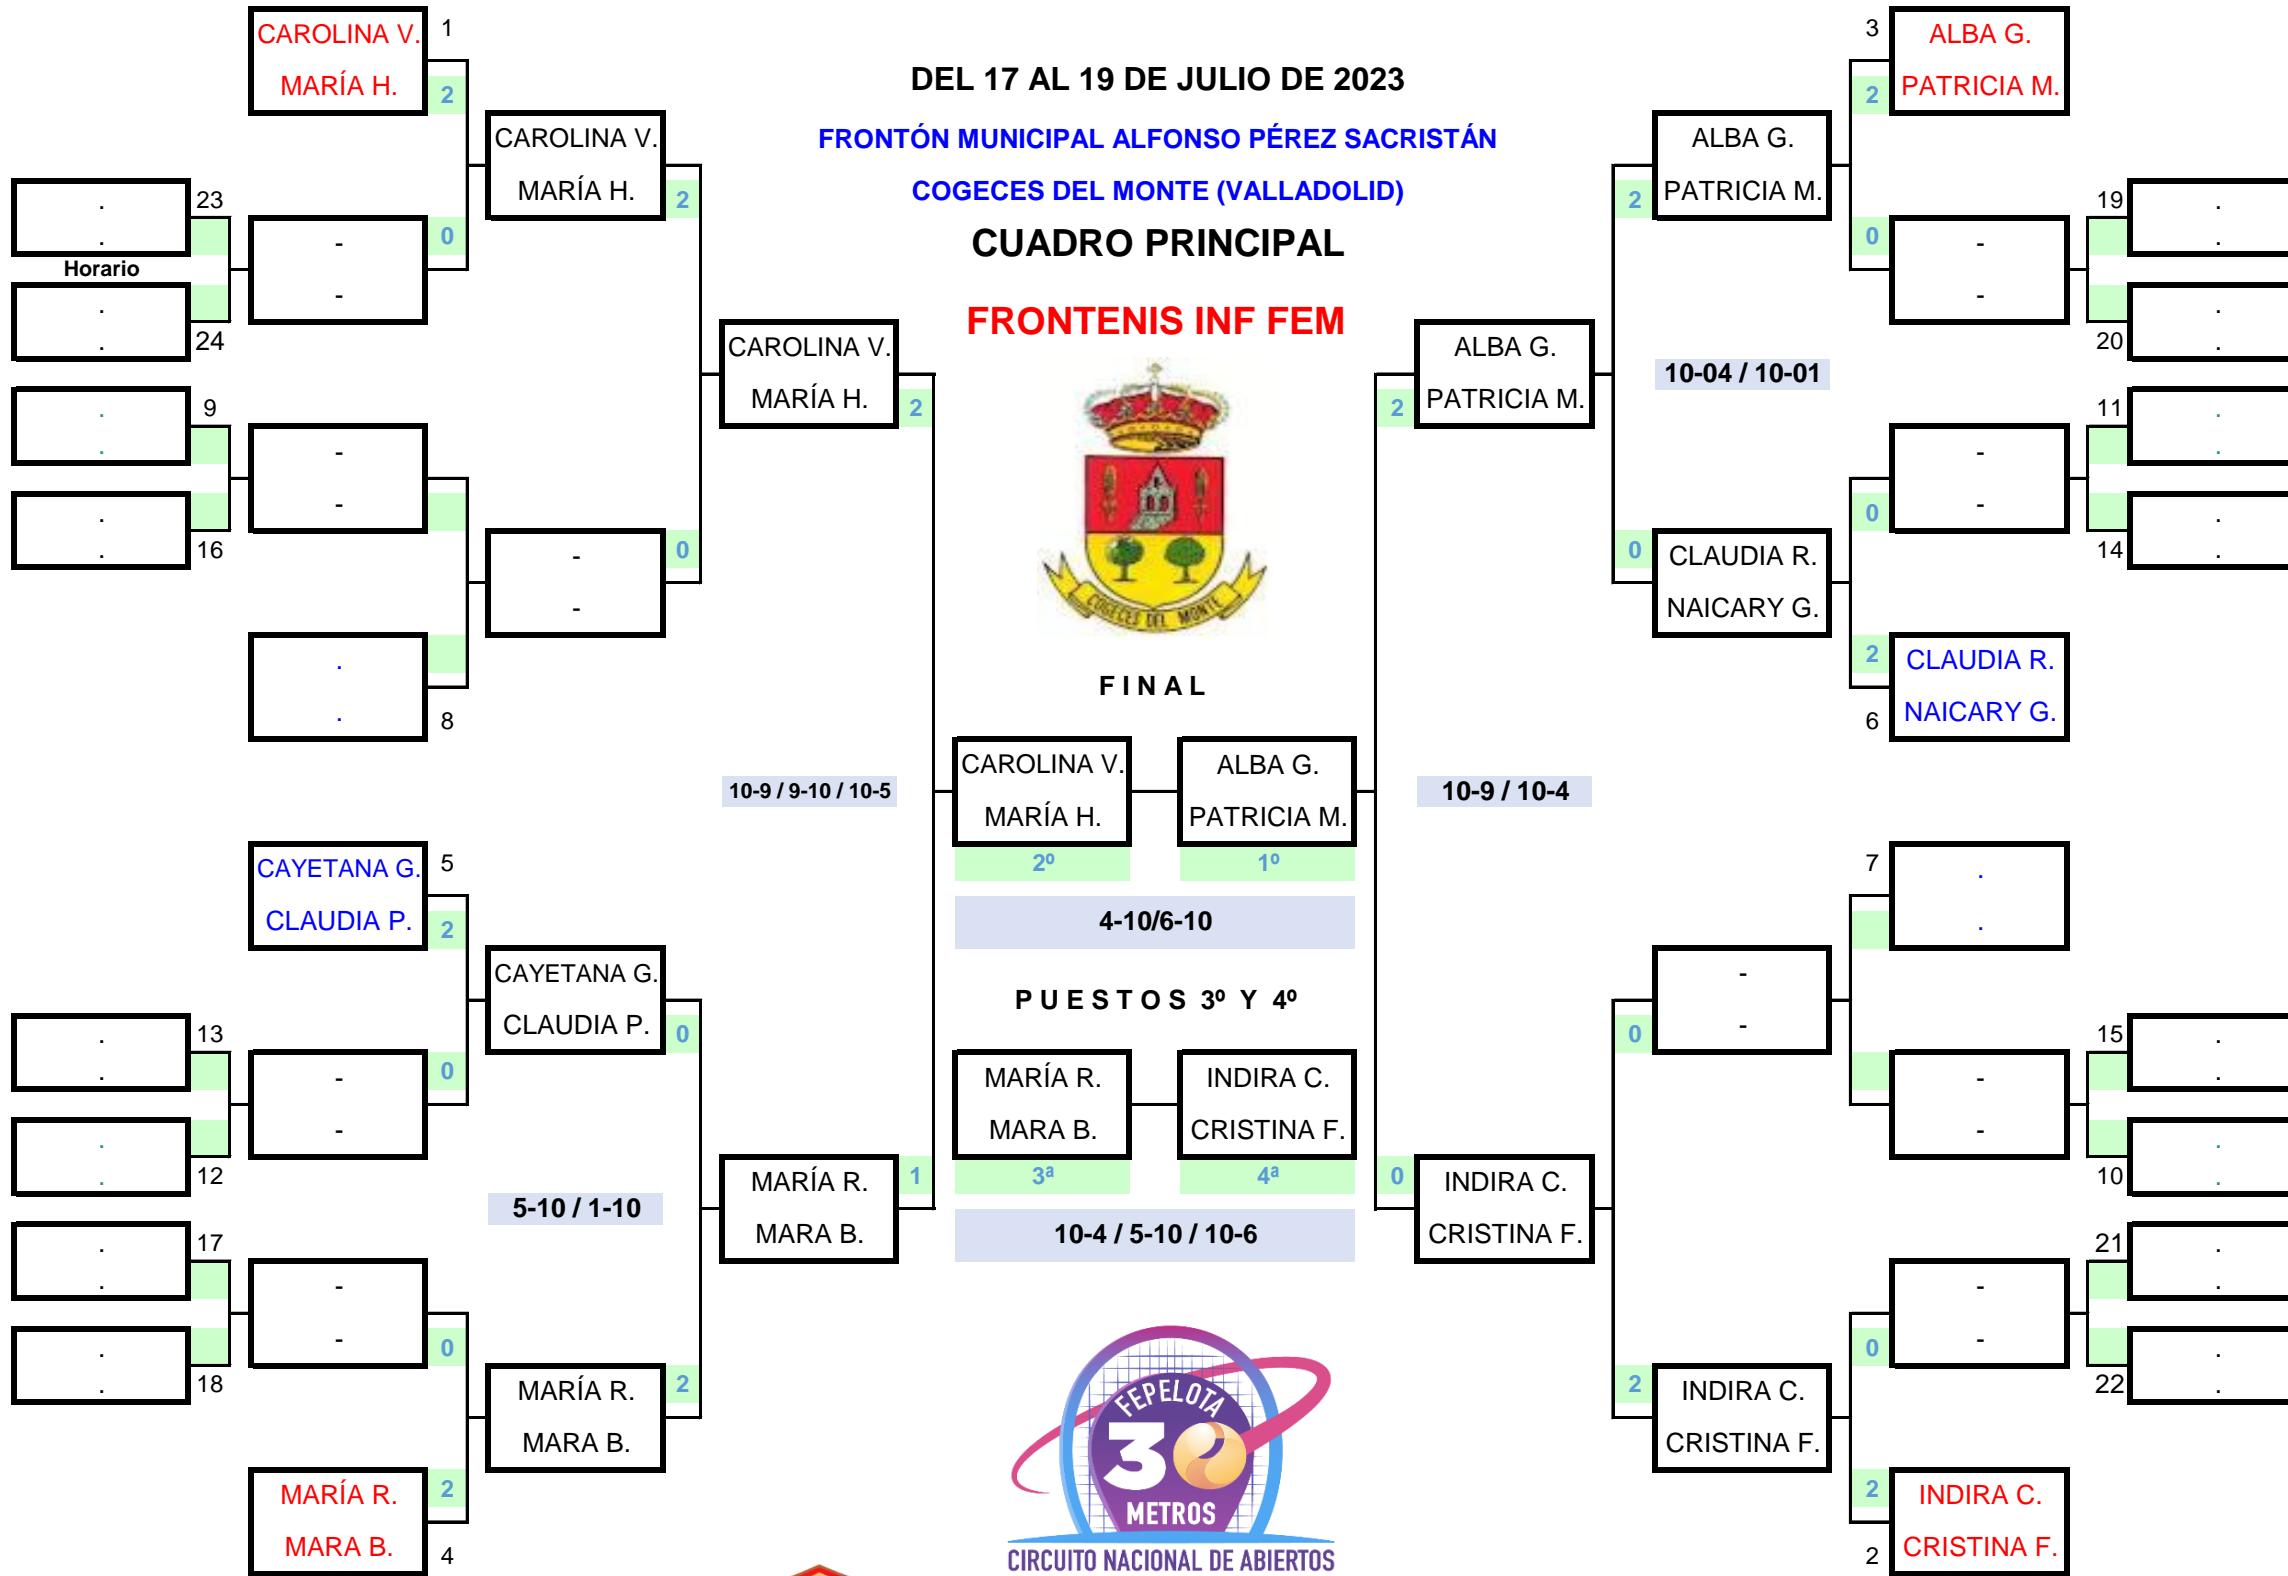 DEL 17 AL 19 DE JULIO DE 2023
FRONTÓN MUNICIPAL ALFONSO PÉREZ SACRISTÁN
COGECES DEL MONTE (VALLADOLID)
CUADRO PRINCIPAL
FRONTENIS INF FEM
COGECES DEL MONTE
CAROLINA V.
MARÍA H.
1
2
CAROLINA V.
MARÍA H.
2
.
.
23
Horario
.
.
24
-
-
0
CAROLINA V.
MARÍA H.
2
.
.
9
.
.
16
-
-
-
-
0
.
.
8
10-9 / 9-10 / 10-5
CAYETANA G.
CLAUDIA P.
5
2
CAYETANA G.
CLAUDIA P.
0
.
.
13
.
.
12
-
-
0
5-10 / 1-10
MARÍA R.
MARA B.
1
.
.
17
.
.
18
-
-
0
MARÍA R.
MARA B.
2
MARÍA R.
MARA B.
2
4
FINAL
CAROLINA V.
MARÍA H.
2º
ALBA G.
PATRICIA M.
1º
4-10/6-10
PUESTOS 3º Y 4º
MARÍA R.
MARA B.
3ª
INDIRA C.
CRISTINA F.
4ª
10-4 / 5-10 / 10-6
3
ALBA G.
PATRICIA M.
2
ALBA G.
PATRICIA M.
2
0
-
-
19
.
.
20
.
.
ALBA G.
PATRICIA M.
2
10-04 / 10-01
11
.
.
14
.
.
-
-
0
CLAUDIA R.
NAICARY G.
0
2
CLAUDIA R.
NAICARY G.
6
10-9 / 10-4
7
.
.
-
-
0
15
.
.
10
.
.
-
-
0
INDIRA C.
CRISTINA F.
21
.
.
22
.
.
-
-
0
2
INDIRA C.
CRISTINA F.
2
INDIRA C.
CRISTINA F.
2
FEPELOTA
30
METROS
CIRCUITO NACIONAL DE ABIERTOS